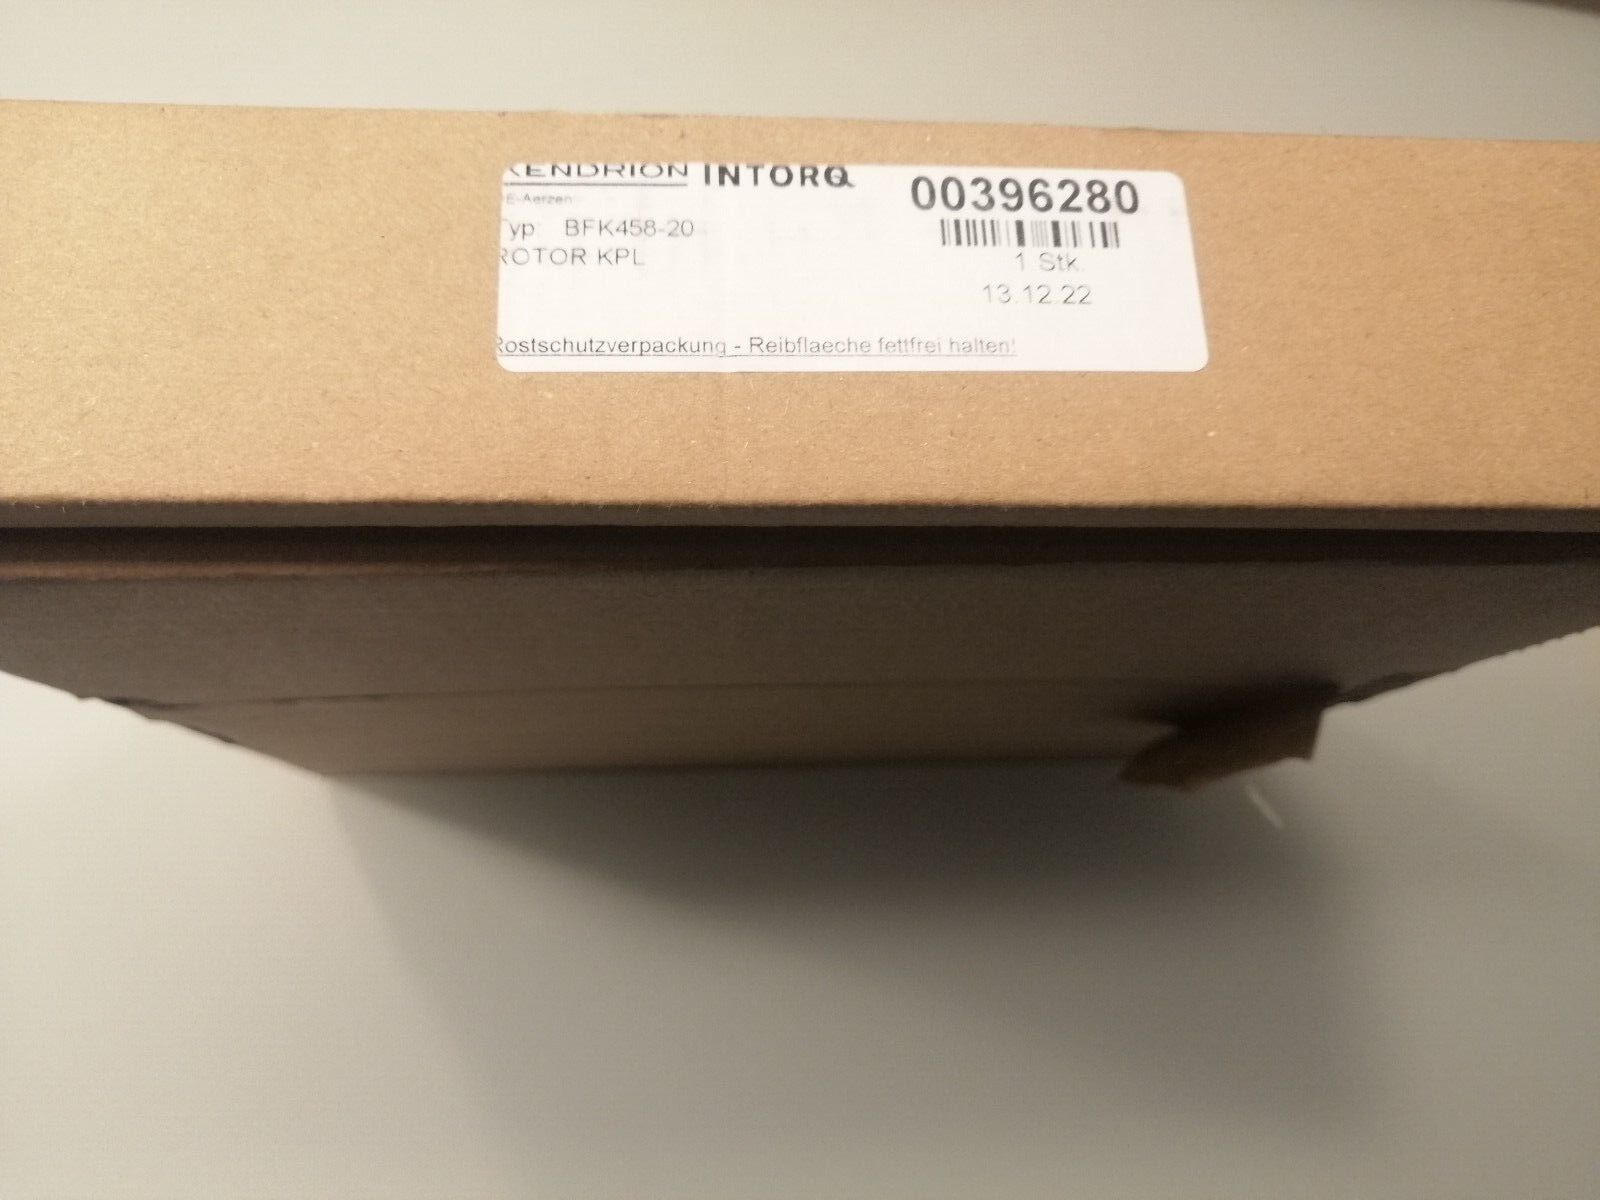 KENDRION INTORQ
DE-Aerzen
Typ: BFK458-20
ROTOR KPL
00396280
1 Stk.
13.12.22
Rostschutzverpackung - Reibflaeche fettfrei halten!